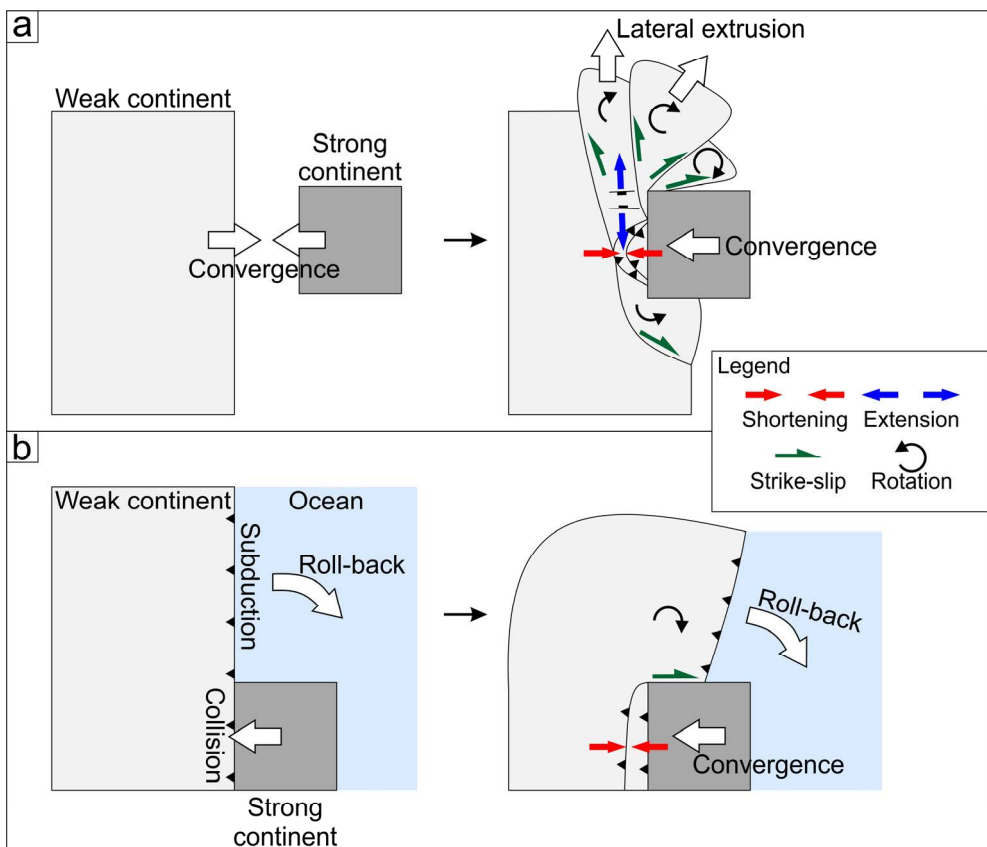 a
Lateral extrusion
Weak continent
Strong
continent
Convergence
Convergence
Legend
Shortening
Extension
Strike-slip
Rotation
b
Weak continent
Ocean
Subduction
Roll-back
Collision
Strong
continent
Roll-back
Convergence